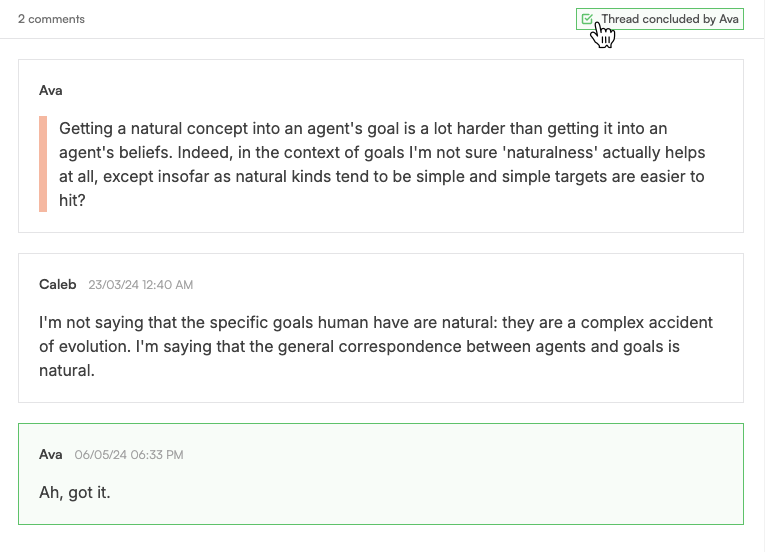 2 comments
Thread concluded by Ava
Ava
Getting a natural concept into an agent's goal is a lot harder than getting it into an
agent's beliefs. Indeed, in the context of goals I'm not sure 'naturalness' actually helps
at all, except insofar as natural kinds tend to be simple and simple targets are easier to
hit?
Caleb 23/03/24 12:40 AM
I'm not saying that the specific goals human have are natural: they are a complex accident
of evolution. I'm saying that the general correspondence between agents and goals is
natural.
Ava 06/05/24 06:33 PM
Ah, got it.